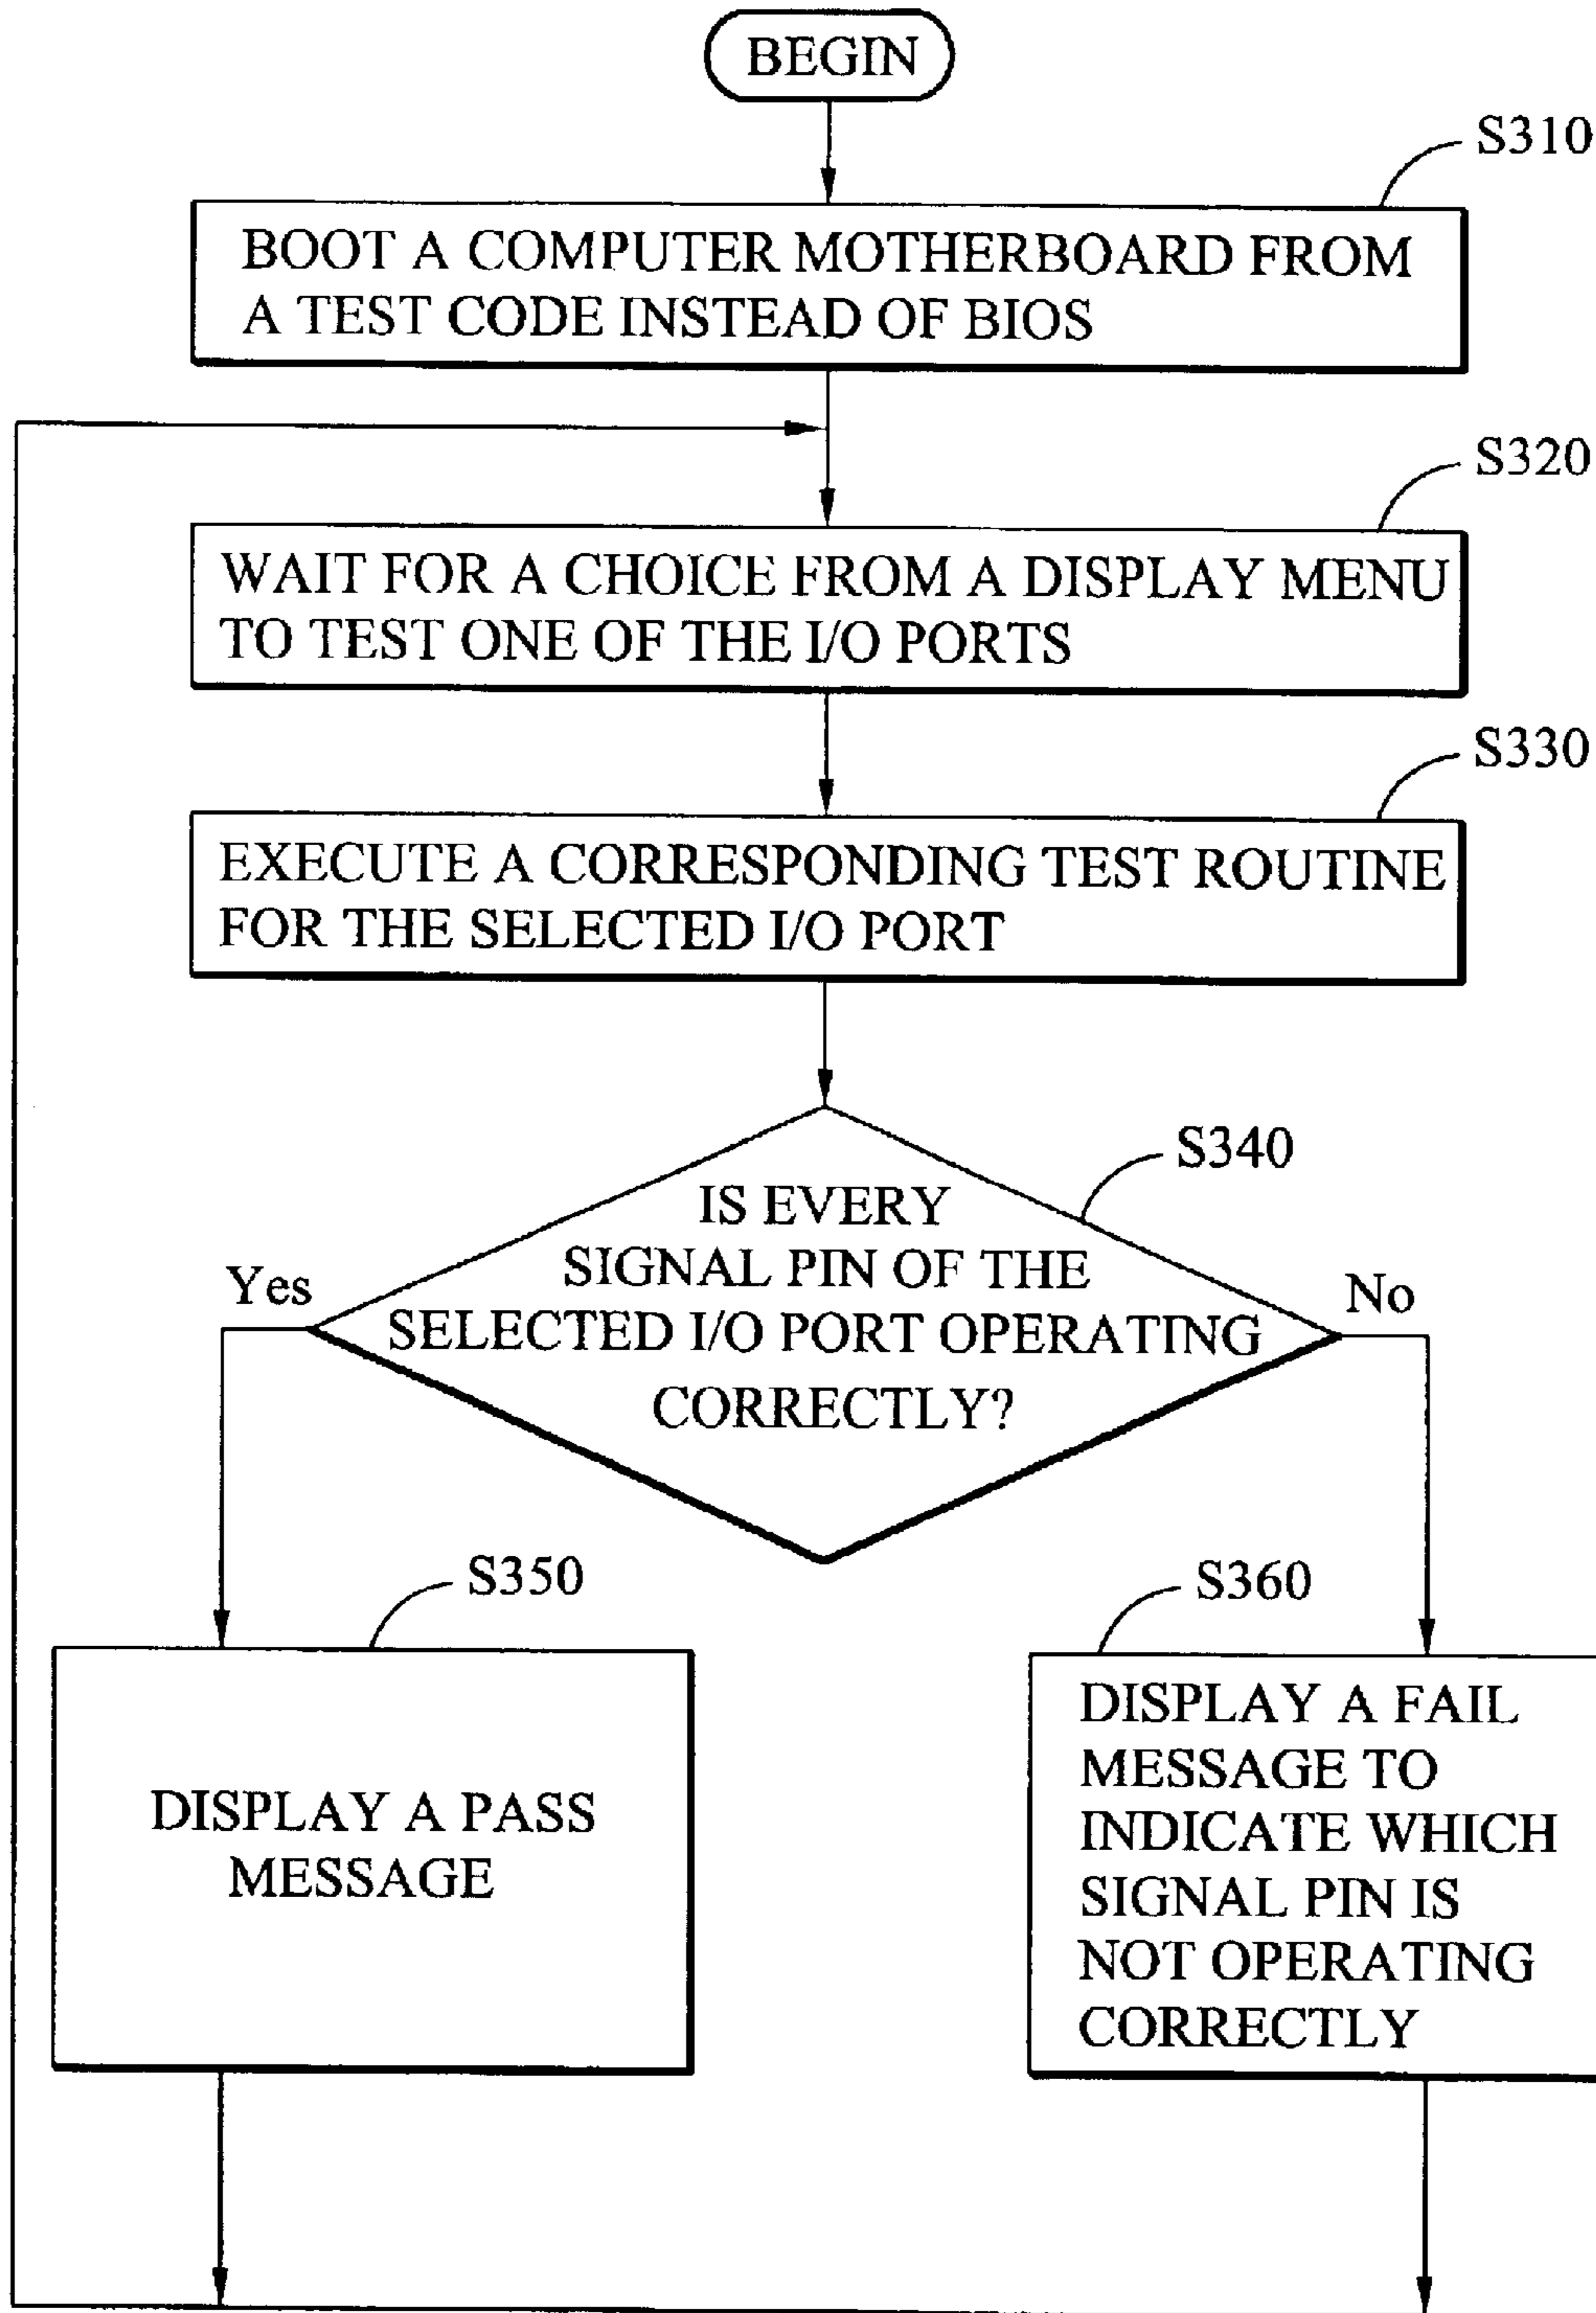 BEGIN
S310
BOOT A COMPUTER MOTHERBOARD FROM
A TEST CODE INSTEAD OF BIOS
S320
WAIT FOR A CHOICE FROM A DISPLAY MENU
TO TEST ONE OF THE I/O PORTS
S330
EXECUTE A CORRESPONDING TEST ROUTINE
FOR THE SELECTED I/O PORT
S340
IS EVERY
SIGNAL PIN OF THE
SELECTED I/O PORT OPERATING
CORRECTLY?
Yes
No
S350
DISPLAY A PASS
MESSAGE
S360
DISPLAY A FAIL
MESSAGE TO
INDICATE WHICH
SIGNAL PIN IS
NOT OPERATING
CORRECTLY